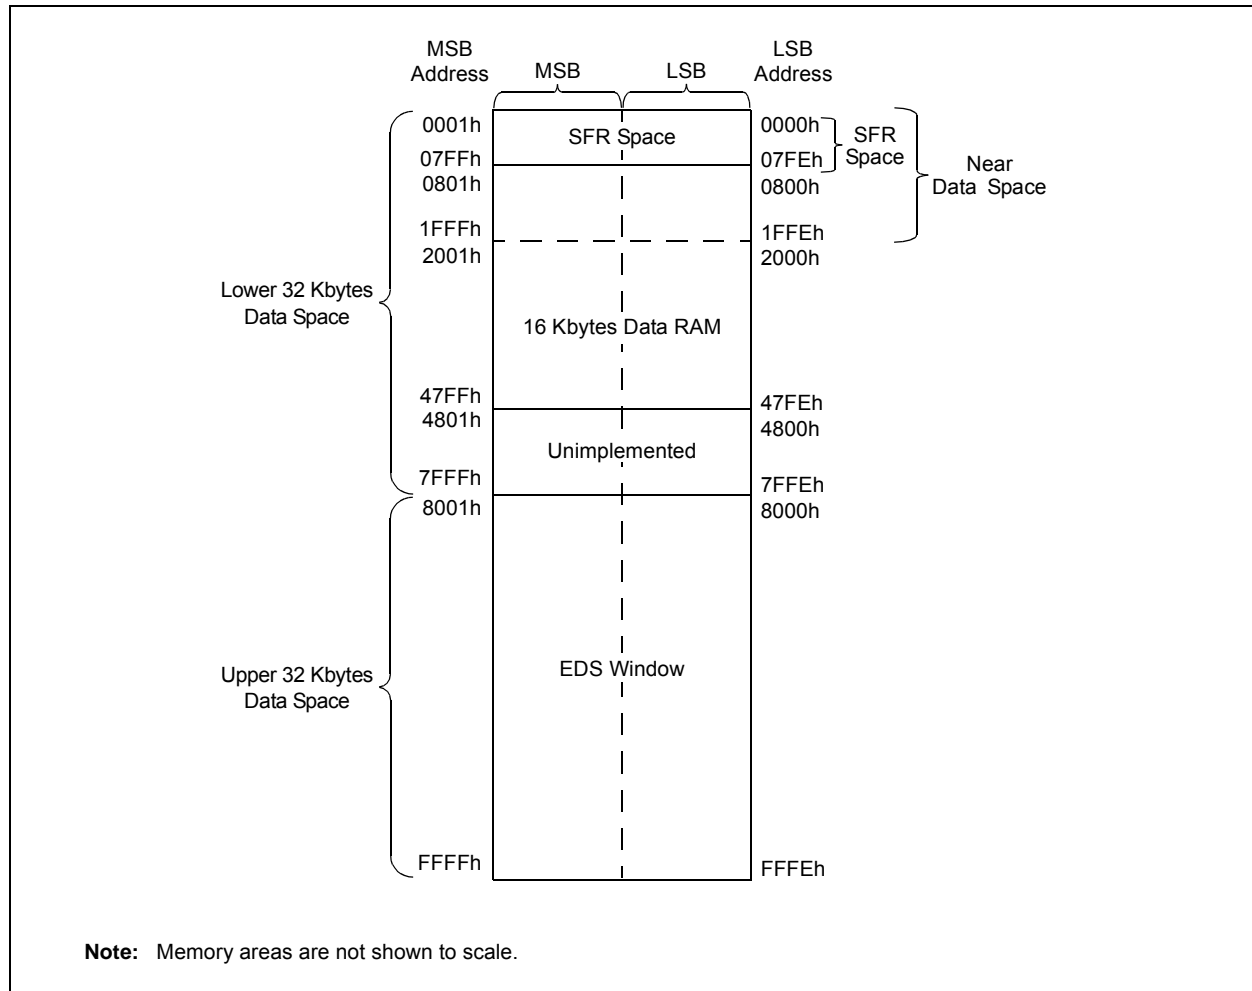 MSB
Address
MSB
LSB
LSB
Address
0001h
SFR Space
0000h
SFR
Space
07FFh
07FEh
0801h
0800h
Near
Data Space
1FFFh
1FFEh
2001h
2000h
Lower 32 Kbytes
Data Space
16 Kbytes Data RAM
47FFh
47FEh
4801h
4800h
Unimplemented
7FFFh
7FFEh
8001h
8000h
Upper 32 Kbytes
Data Space
EDS Window
FFFFh
FFFEh
Note: Memory areas are not shown to scale.